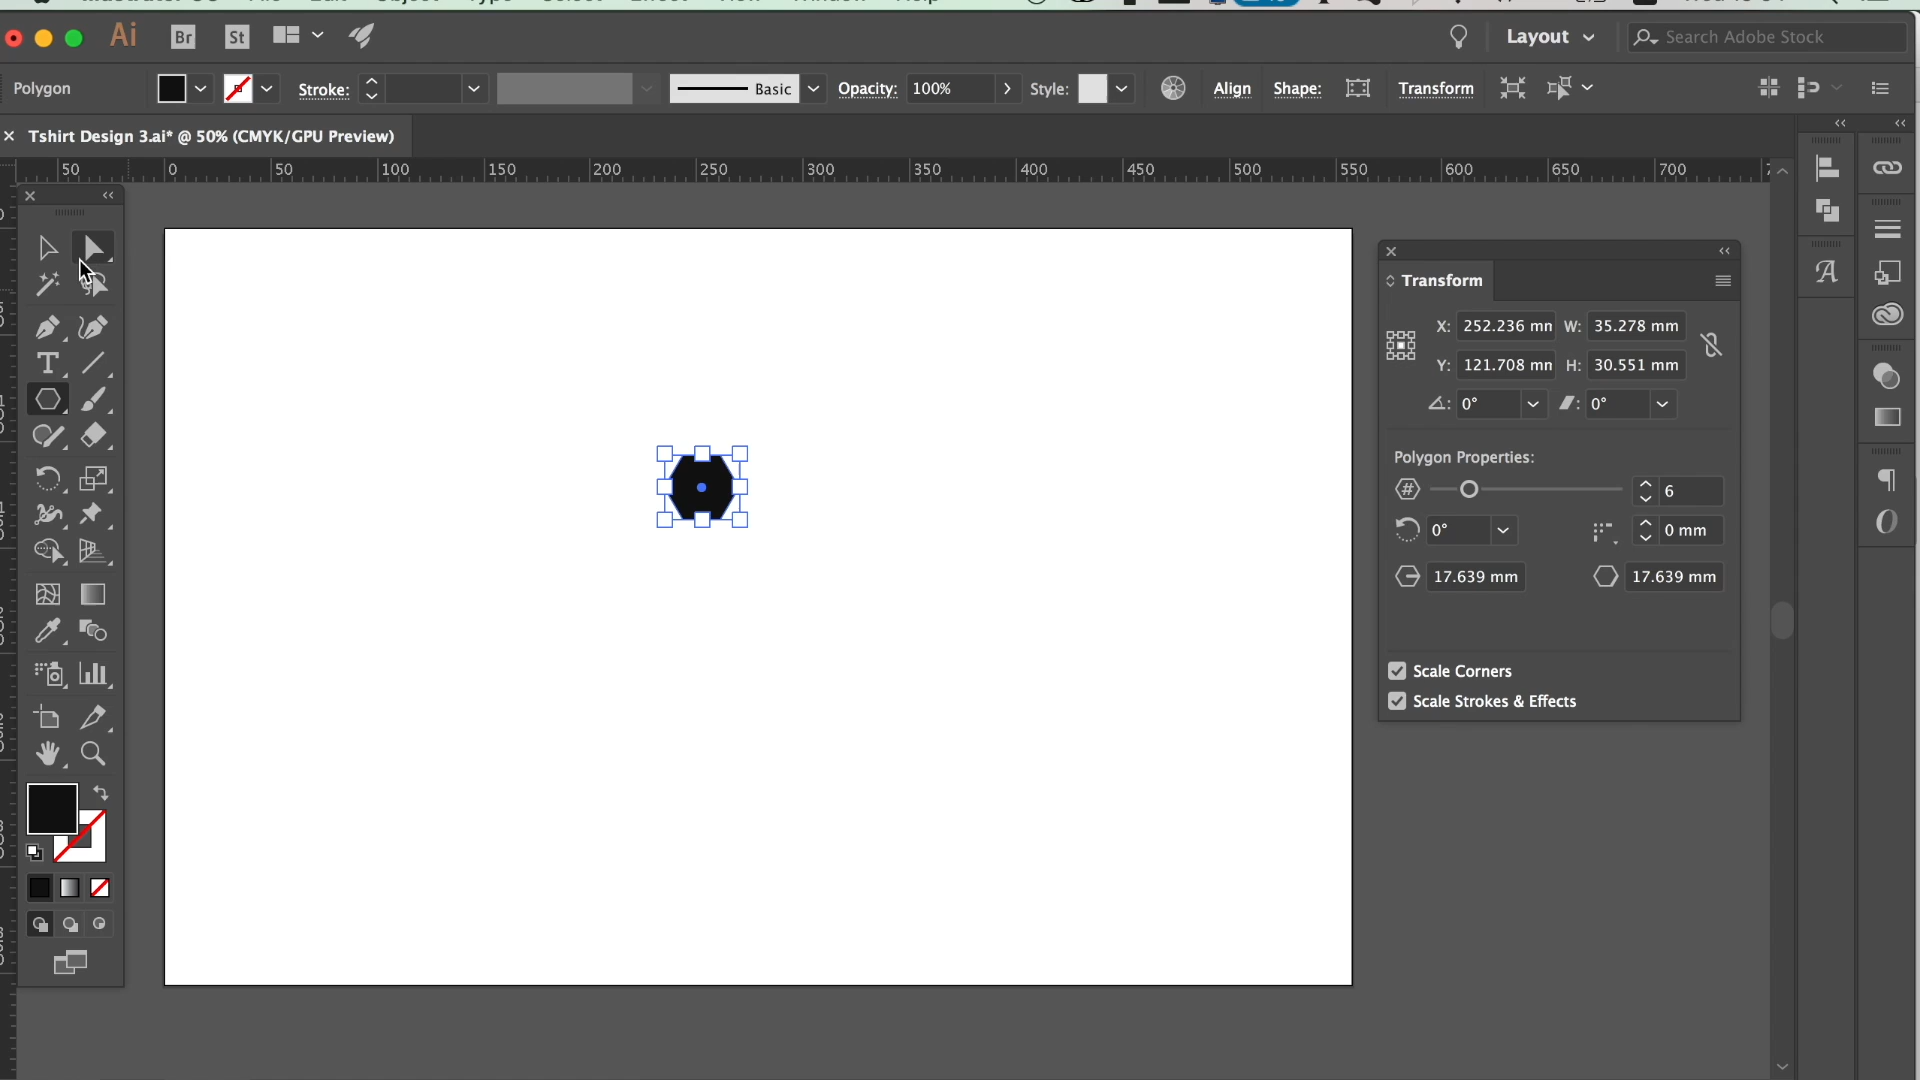 Ai Br St Layout Search Adobe Stock
Polygon Stroke: Basic Opacity: 100% Style: Align Shape: Transform
Tshirt Design 3.ai* @ 50% (CMYK/GPU Preview)
50 0 50 100 150 200 250 300 350 400 450 500 550 600 650 700
Transform
X: 252.236 mm W: 35.278 mm
Y: 121.708 mm H: 30.551 mm
0° 0°
Polygon Properties:
6
0° 0 mm
17.639 mm 17.639 mm
Scale Corners
Scale Strokes & Effects